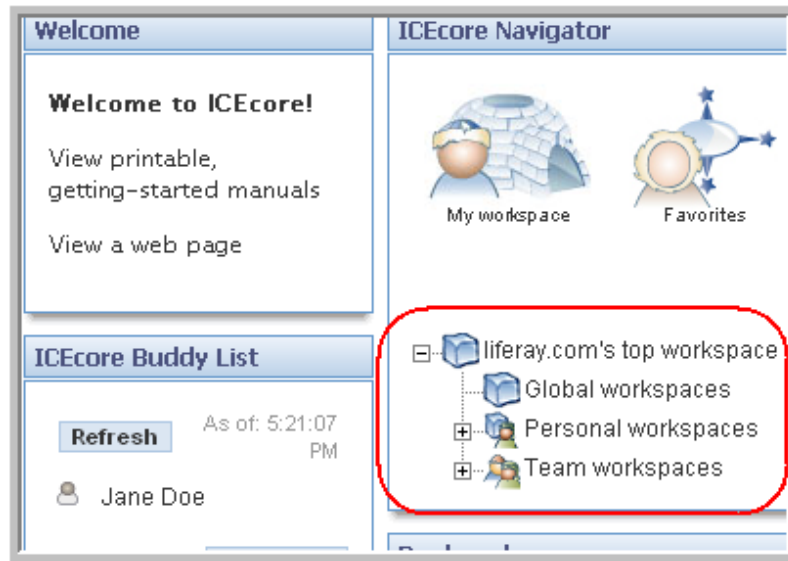 Welcome
Welcome to ICEcore!
View printable,
getting-started manuals
View a web page
ICEcore Buddy List
Refresh
As of: 5:21:07
PM
Jane Doe
ICEcore Navigator
My workspace
Favorites
liferay.com's top workspace
Global workspaces
Personal workspaces
Team workspaces